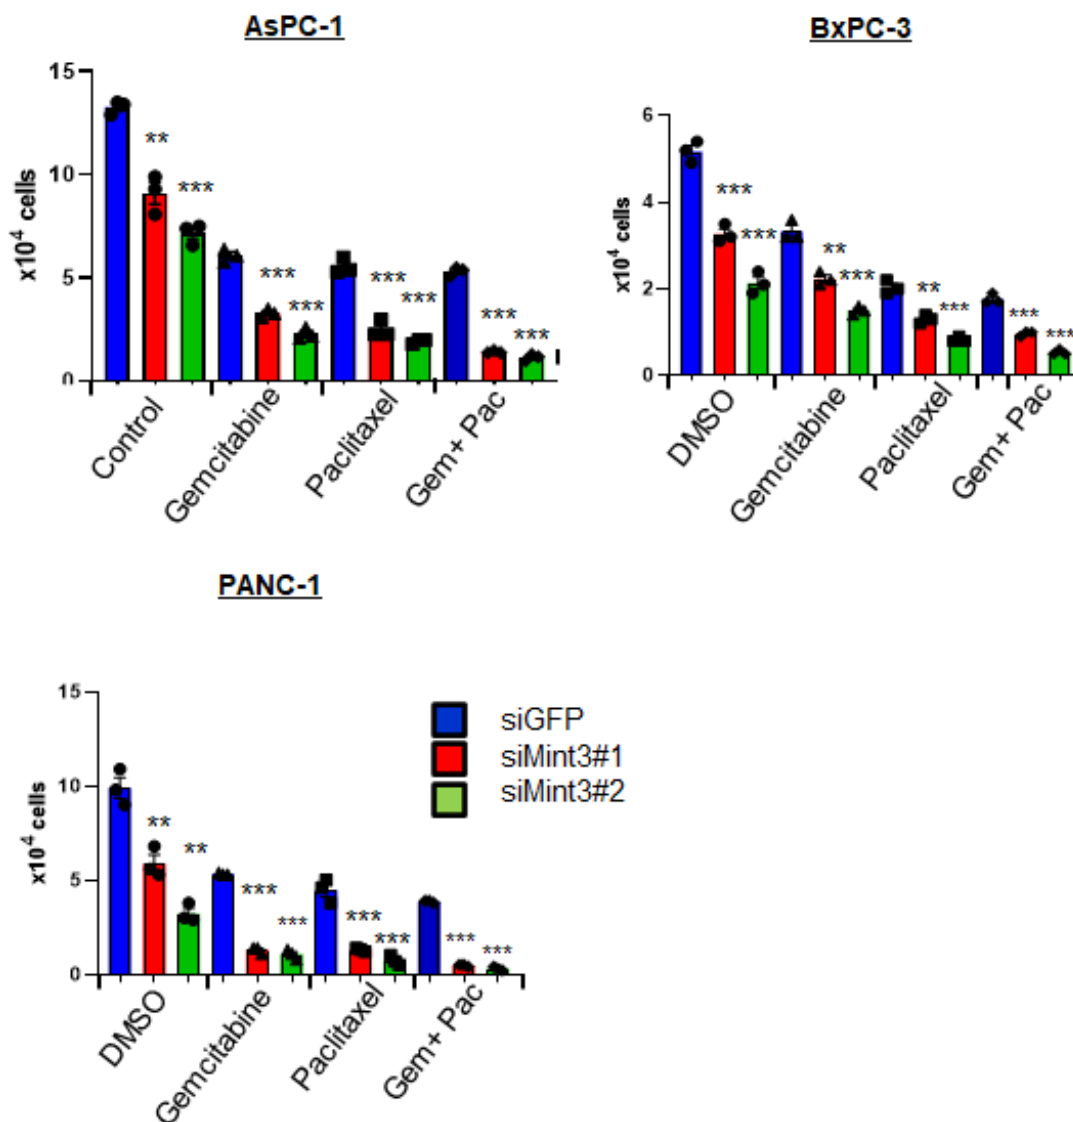 AsPC-1
15
10
5
0
x10⁴ cells
**
***
***
***
***
***
***
***
Control
Gemcitabine
Paclitaxel
Gem+ Pac
BxPC-3
6
4
2
0
x10⁴ cells
***
***
**
***
**
***
***
***
DMSO
Gemcitabine
Paclitaxel
Gem+ Pac
PANC-1
15
10
5
0
x10⁴ cells
**
**
***
***
***
***
***
***
DMSO
Gemcitabine
Paclitaxel
Gem+ Pac
siGFP
siMint3#1
siMint3#2